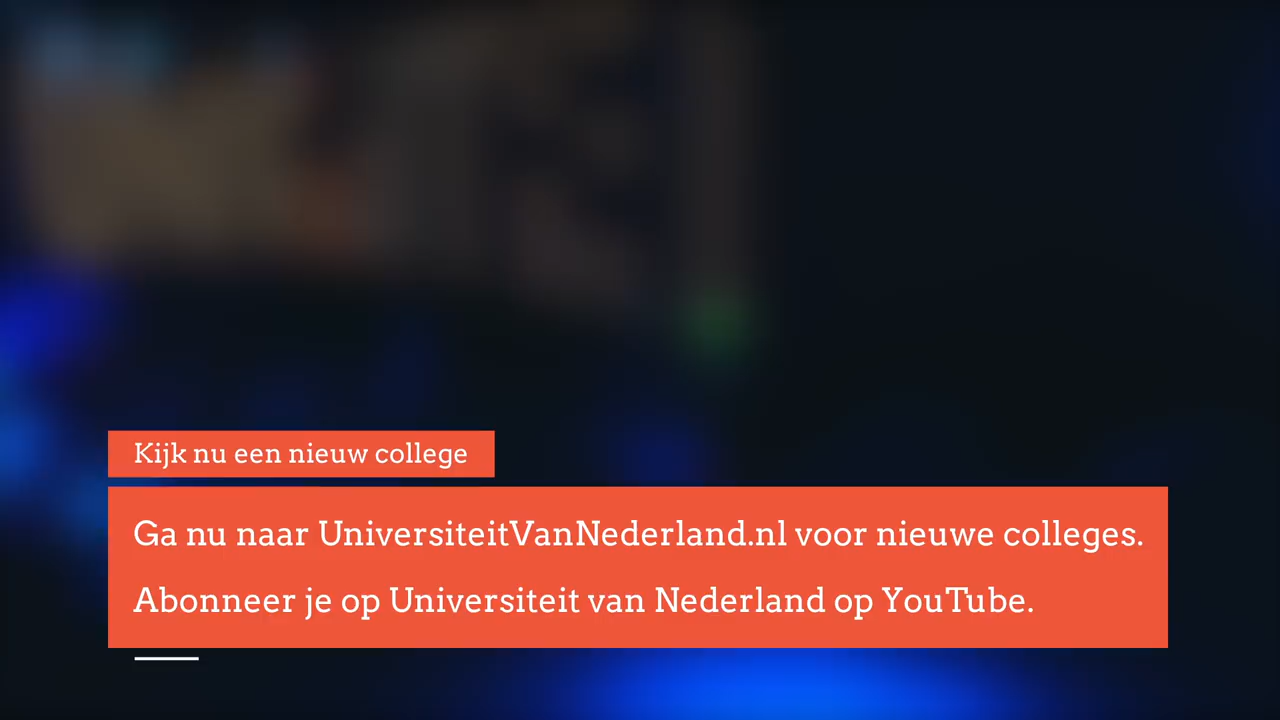 Kijk nu een nieuw college
Ga nu naar UniversiteitVanNederland.nl voor nieuwe colleges.
Abonneer je op Universiteit van Nederland op YouTube.